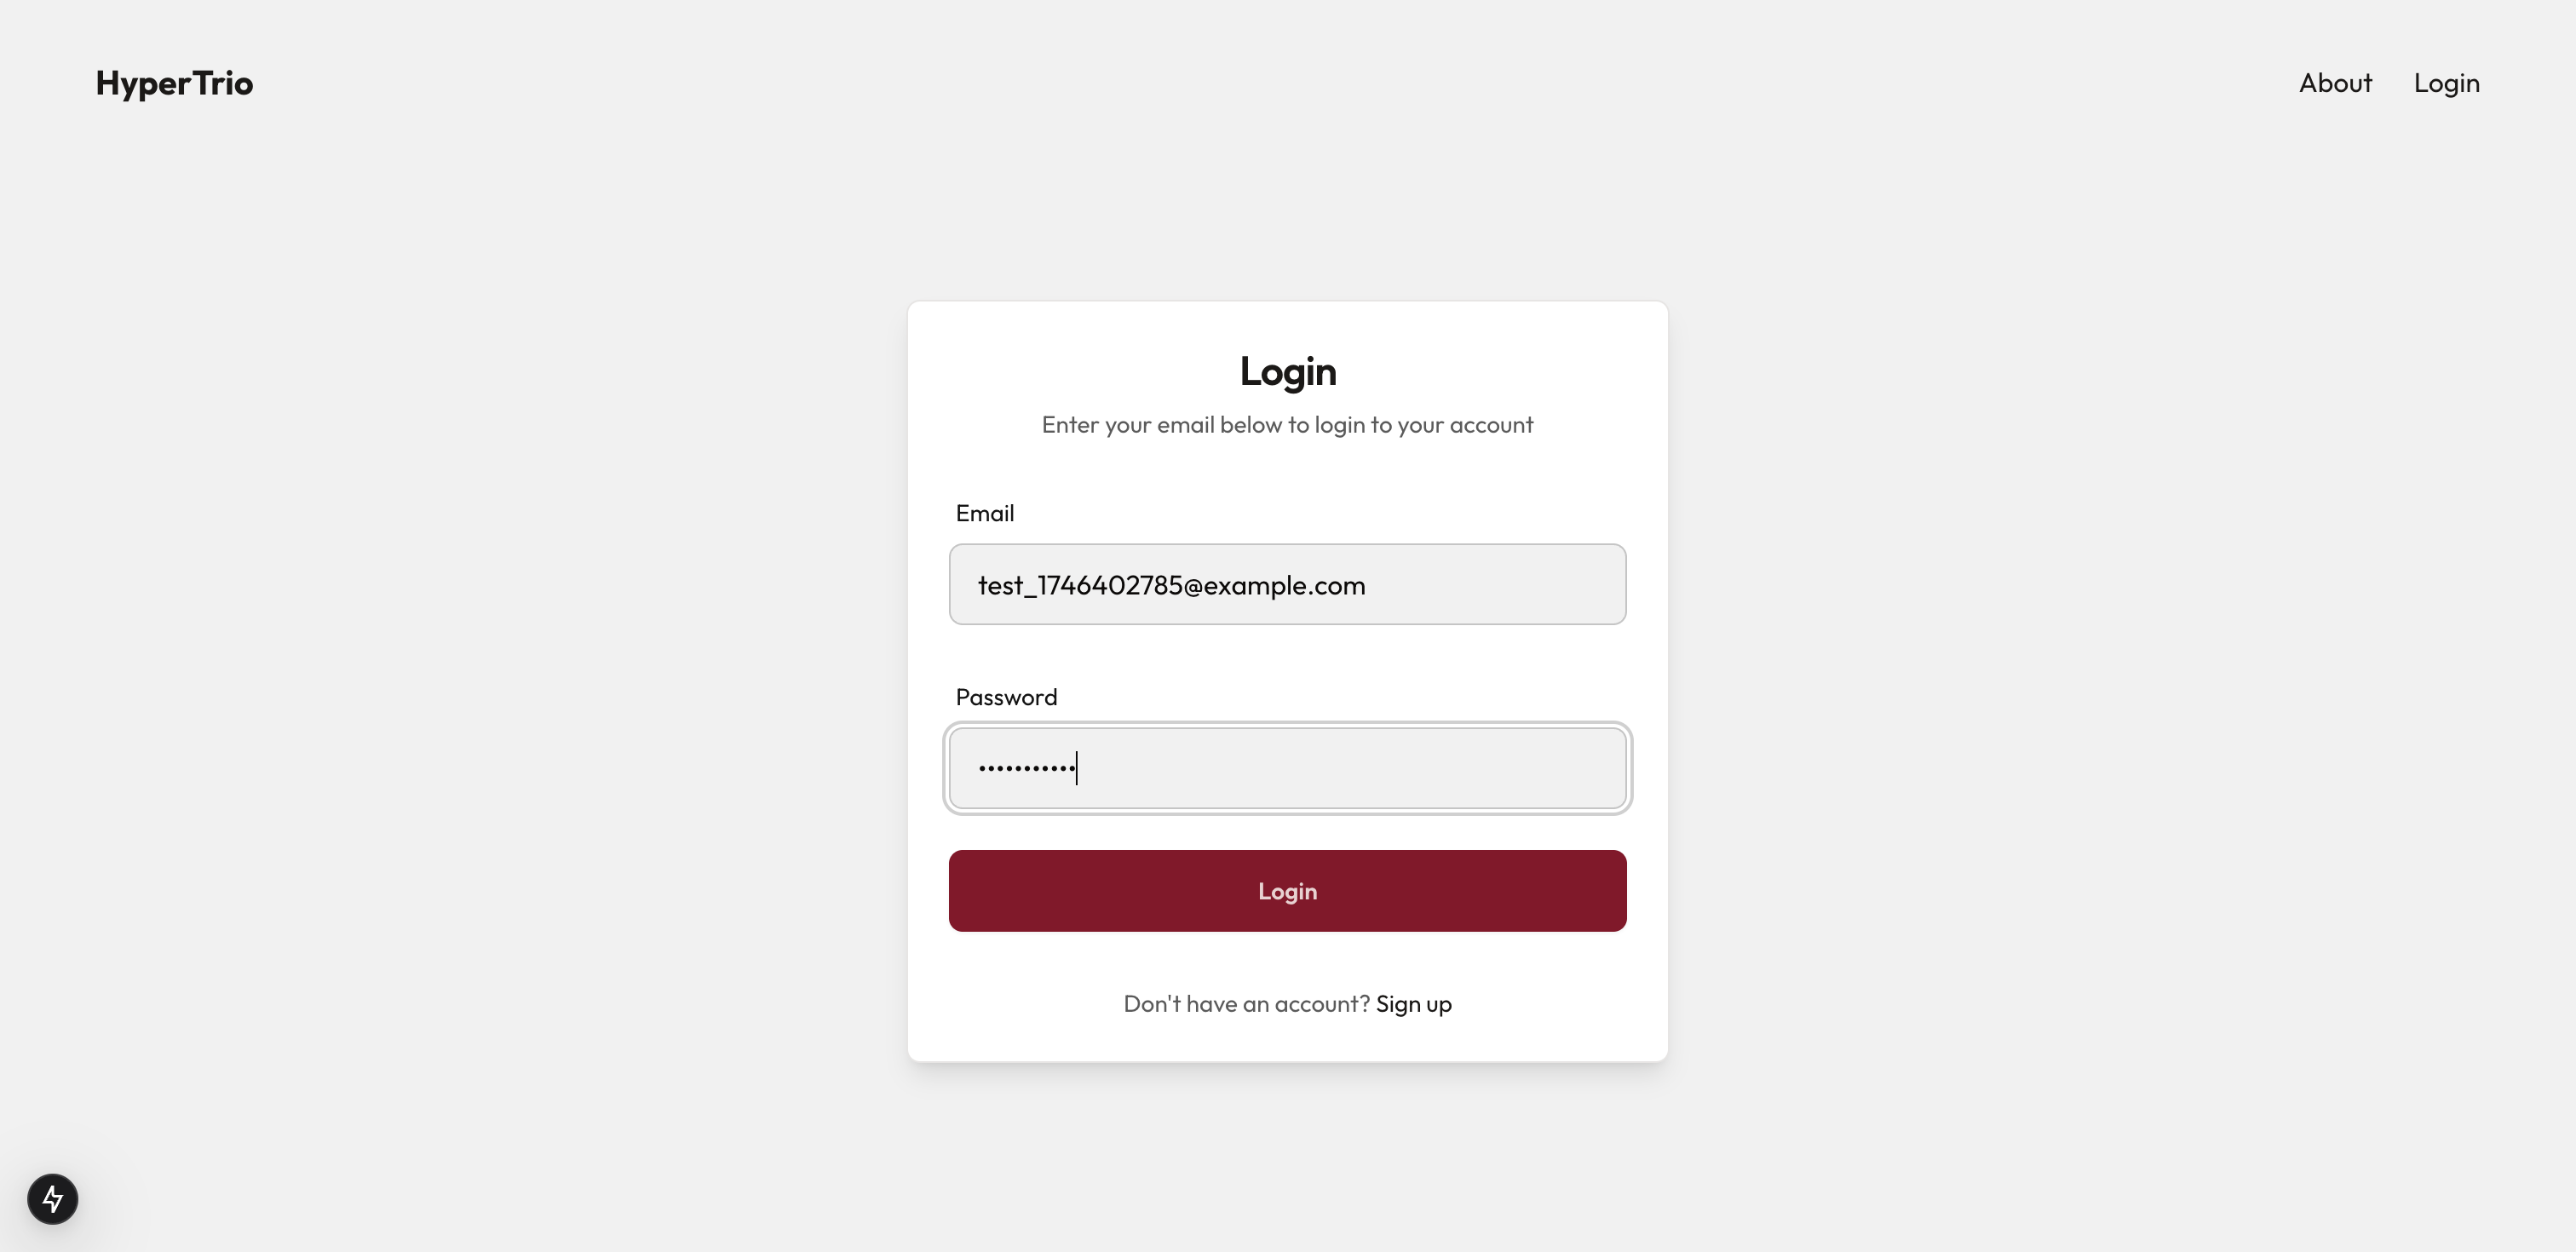 HyperTrio
About Login
Login
Enter your email below to login to your account
Email
test_1746402785@example.com
Password
•••••••••••
Login
Don't have an account? Sign up